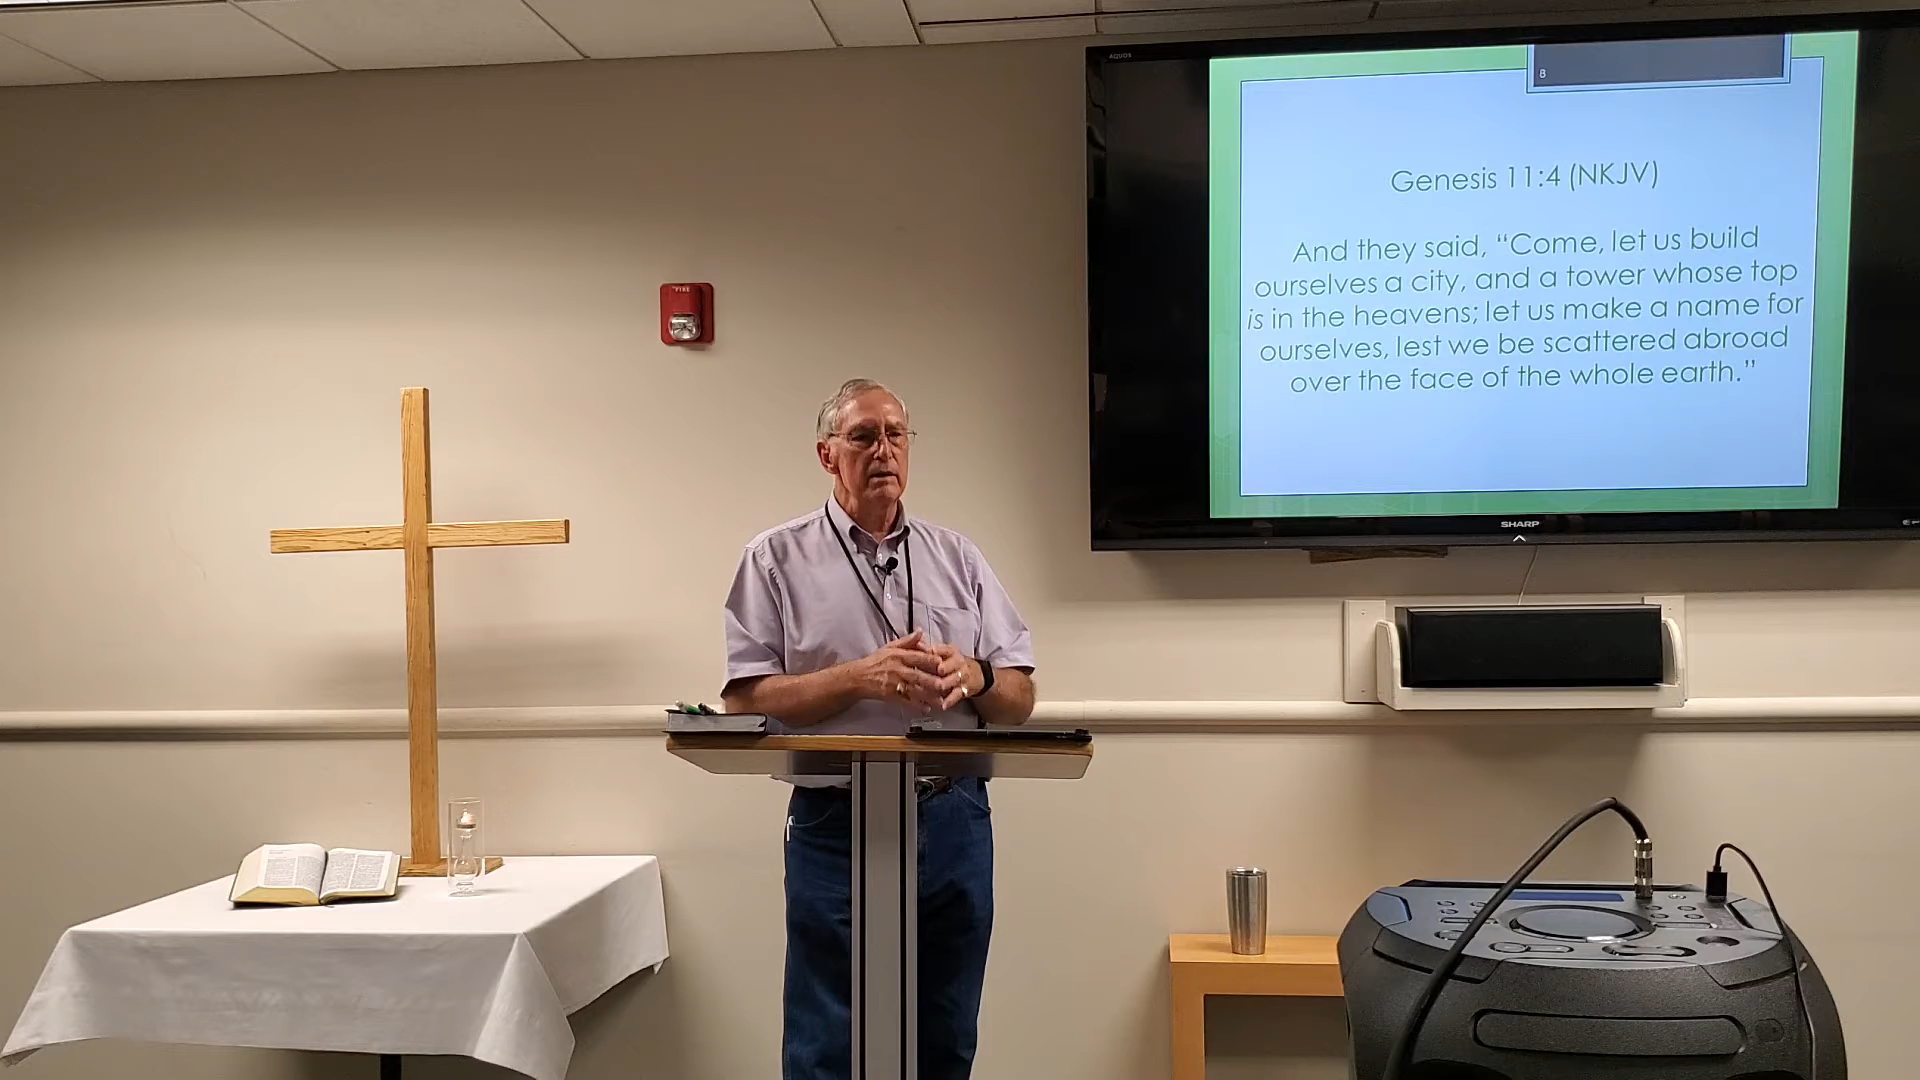 AQUOS
8
Genesis 11:4 (NKJV)
And they said, “Come, let us build
ourselves a city, and a tower whose top
is in the heavens; let us make a name for
ourselves, lest we be scattered abroad
over the face of the whole earth.”
SHARP
FIRE